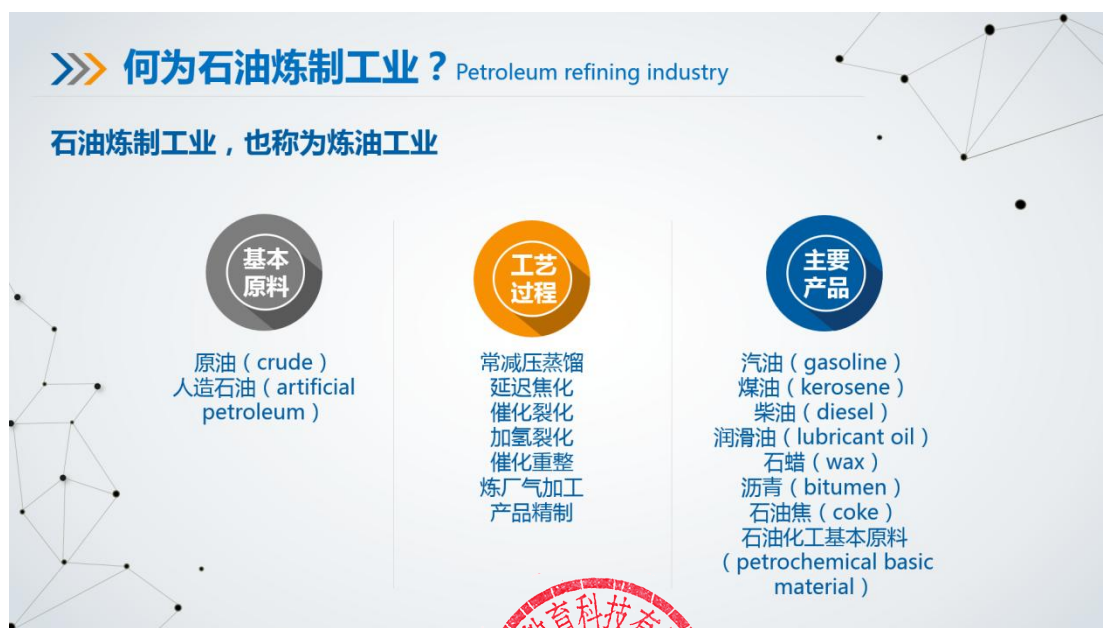 何为石油炼制工业？Petroleum refining industry
石油炼制工业，也称为炼油工业
基本
原料
原油（crude）
人造石油（artificial
petroleum）
工艺
过程
常减压蒸馏
延迟焦化
催化裂化
加氢裂化
催化重整
炼厂气加工
产品精制
主要
产品
汽油（gasoline）
煤油（kerosene）
柴油（diesel）
润滑油（lubricant oil）
石蜡（wax）
沥青（bitumen）
石油焦（coke）
石油化工基本原料
（petrochemical basic
material）
育科技有